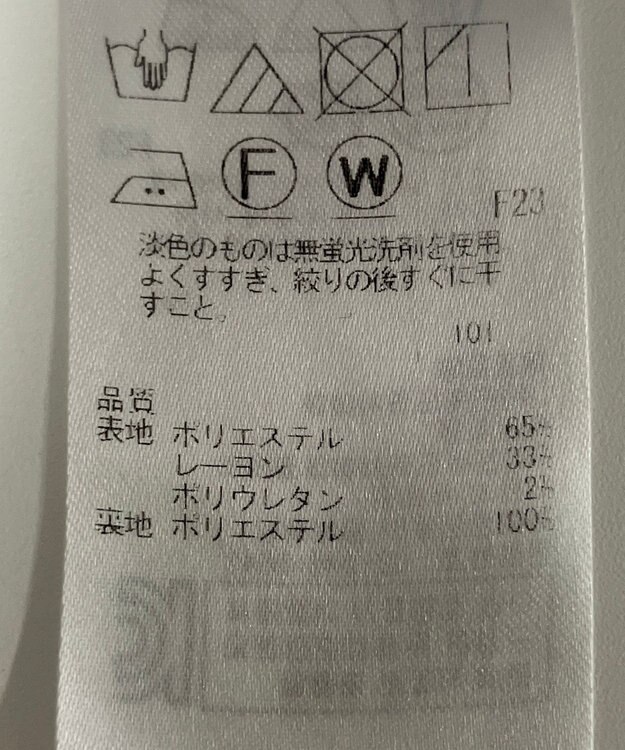 F W
F23
淡色のものは無蛍光洗剤を使用
よくすすぎ、絞りの後すぐに干
すこと。
101
品質
表地 ポリエステル 65%
レーヨン 33%
ポリウレタン 2%
裏地 ポリエステル 100%